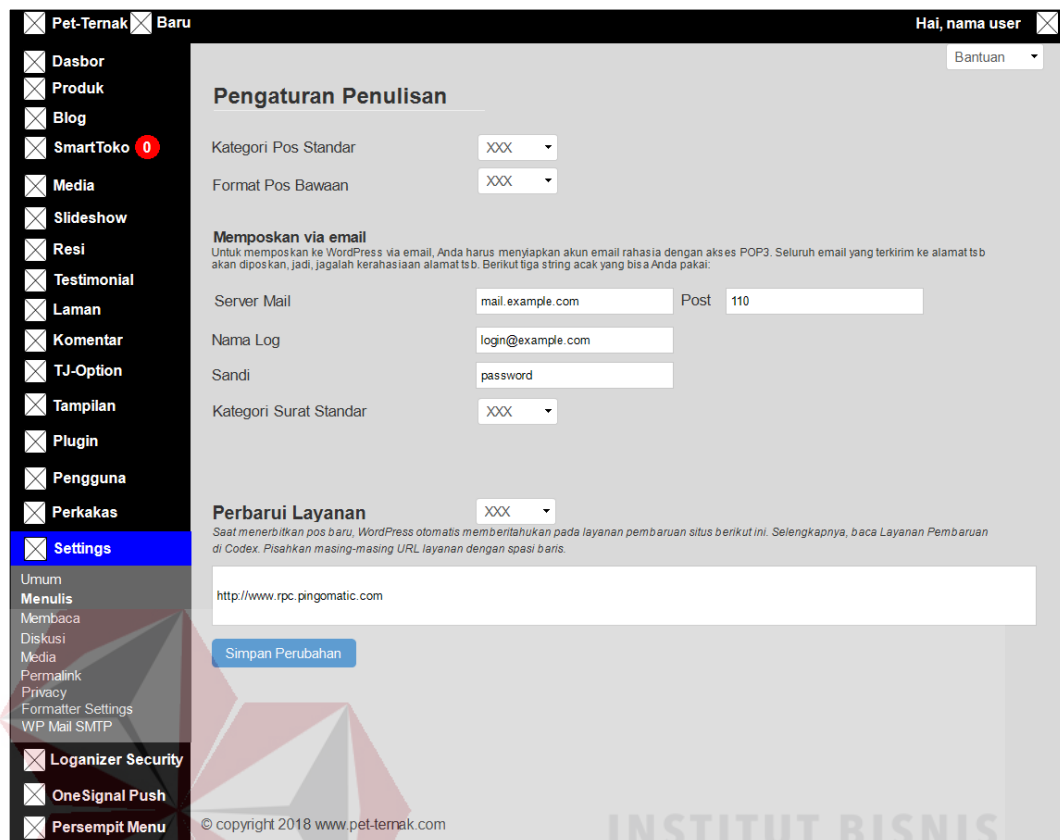 Pet-Ternak Baru Hai, nama user
Dasbor
Produk
Blog
SmartToko 0
Media
Slideshow
Resi
Testimonial
Laman
Komentar
TJ-Option
Tampilan
Plugin
Pengguna
Perkakas
Settings
Umum
Menulis
Membaca
Diskusi
Media
Permalink
Privacy
Formatter Settings
WP Mail SMTP
Loganizer Security
OneSignal Push
Persempit Menu
Bantuan
Pengaturan Penulisan
Kategori Pos Standar XXX
Format Pos Bawaan XXX
Memposkan via email
Untuk memposkan ke WordPress via email, Anda harus menyiapkan akun email rahasia dengan akses POP3. Seluruh email yang terkirim ke alamat tsb
akan diposkan, jadi, jagalah kerahasiaan alamat tsb. Berikut tiga string acak yang bisa Anda pakai:
Server Mail mail.example.com Post 110
Nama Log login@example.com
Sandi password
Kategori Surat Standar XXX
Perbarui Layanan XXX
Saat menerbitkan pos baru, WordPress otomatis memberitahukan pada layanan pembaruan situs berikut ini. Selengkapnya, baca Layanan Pembaruan
di Codex. Pisahkan masing-masing URL layanan dengan spasi baris.
http://www.rpc.pingomatic.com
Simpan Perubahan
© copyright 2018 www.pet-ternak.com
INSTITUT BISNIS